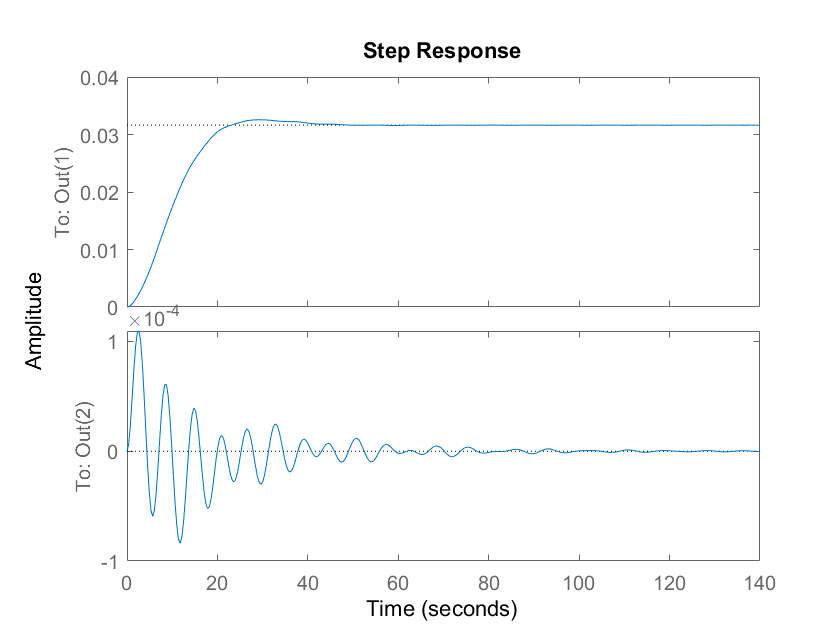 Step Response
To: Out(1)
0.04
0.03
0.02
0.01
0
Amplitude
×10-4
To: Out(2)
1
0
-1
0 20 40 60 80 100 120 140
Time (seconds)